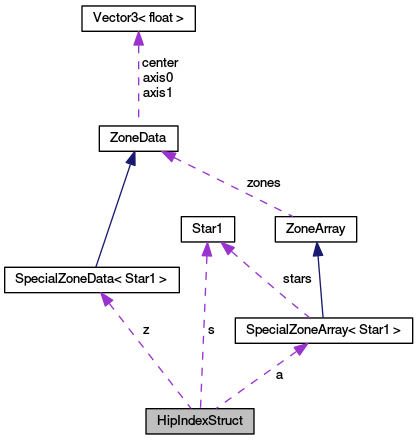 Vector3< float >
center
axis0
axis1
ZoneData
zones
Star1
ZoneArray
SpecialZoneData< Star1 >
stars
SpecialZoneArray< Star1 >
z
s
a
HipIndexStruct